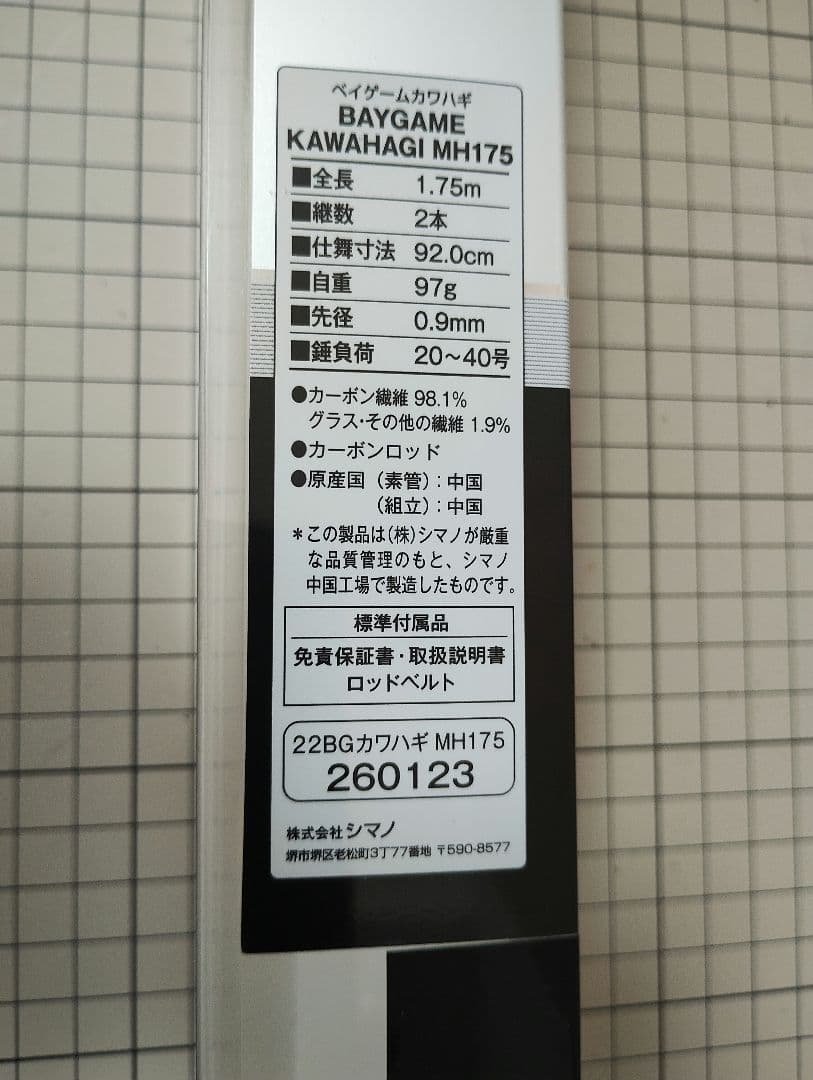 ベイゲームカワハギ
BAYGAME
KAWAHAGI MH175
■全長 1.75m
■継数 2本
■仕舞寸法 92.0cm
■自重 97g
■先径 0.9mm
■錘負荷 20～40号
●カーボン繊維 98.1%
グラス・その他の繊維 1.9%
●カーボンロッド
●原産国（素管）：中国
（組立）：中国
＊この製品は(株)シマノが厳重
な品質管理のもと、シマノ
中国工場で製造したものです。
標準付属品
免責保証書・取扱説明書
ロッドベルト
22BGカワハギ MH175
260123
株式会社シマノ
堺市堺区老松町3丁77番地 〒590-8577